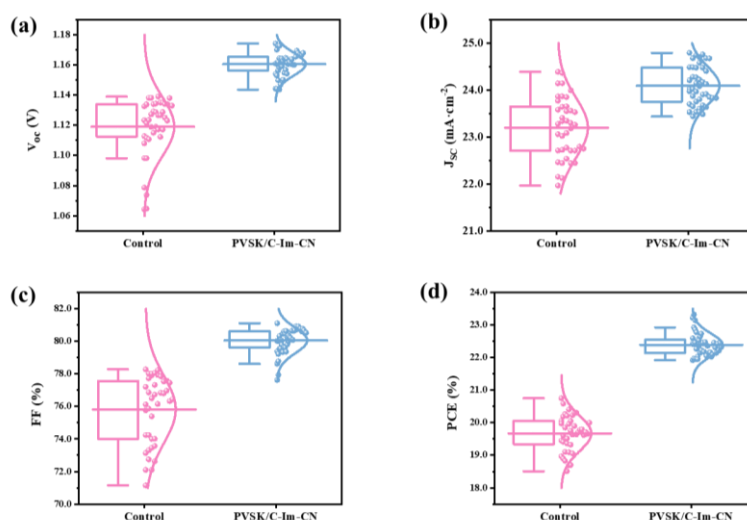 (a)
V_OC (V)
1.18
1.16
1.14
1.12
1.10
1.08
1.06
Control
PVSK/C-Im-CN
(b)
J_SC (mA·cm⁻²)
25.0
24.0
23.0
22.0
21.0
Control
PVSK/C-Im-CN
(c)
FF (%)
82.0
80.0
78.0
76.0
74.0
72.0
70.0
Control
PVSK/C-Im-CN
(d)
PCE (%)
24.0
23.0
22.0
21.0
20.0
19.0
18.0
Control
PVSK/C-Im-CN